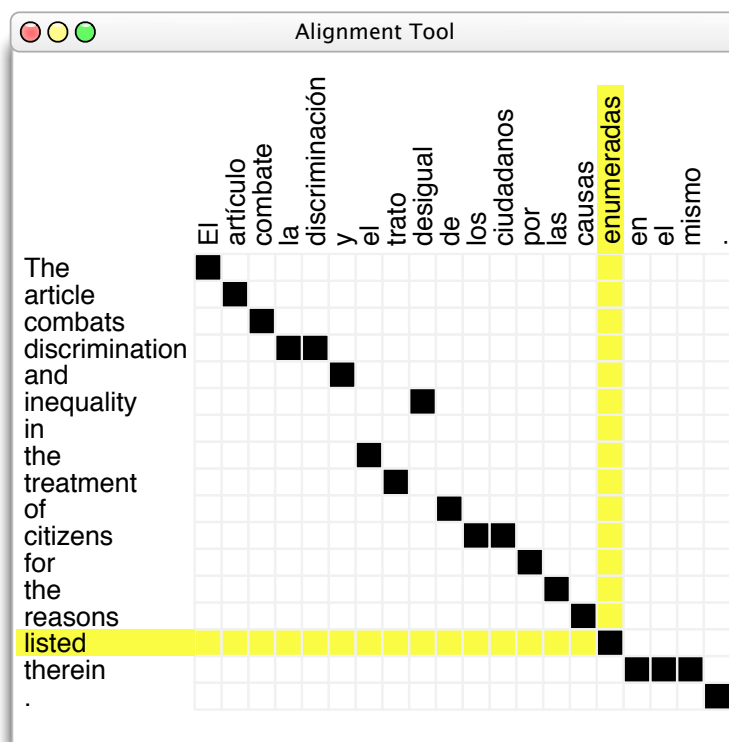 Alignment Tool
El
artículo
combate
la
discriminación
y
el
trato
desigual
de
los
ciudadanos
por
las
causas
enumeradas
en
el
mismo
.
The
article
combats
discrimination
and
inequality
in
the
treatment
of
citizens
for
the
reasons
listed
therein
.